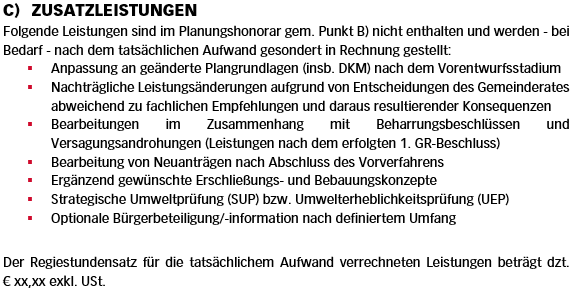 C) ZUSATZLEISTUNGEN
Folgende Leistungen sind im Planungshonorar gem. Punkt B) nicht enthalten und werden - bei
Bedarf - nach dem tatsächlichen Aufwand gesondert in Rechnung gestellt:
▪ Anpassung an geänderte Plangrundlagen (insb. DKM) nach dem Vorentwurfsstadium
▪ Nachträgliche Leistungsänderungen aufgrund von Entscheidungen des Gemeinderates
abweichend zu fachlichen Empfehlungen und daraus resultierender Konsequenzen
▪ Bearbeitungen im Zusammenhang mit Beharrungsbeschlüssen und
Versagungsandrohungen (Leistungen nach dem erfolgten 1. GR-Beschluss)
▪ Bearbeitung von Neuanträgen nach Abschluss des Vorverfahrens
▪ Ergänzend gewünschte Erschließungs- und Bebauungskonzepte
▪ Strategische Umweltprüfung (SUP) bzw. Umwelterheblichkeitsprüfung (UEP)
▪ Optionale Bürgerbeteiligung/-information nach definiertem Umfang
Der Regiestundensatz für die tatsächlichem Aufwand verrechneten Leistungen beträgt dzt.
€ xx,xx exkl. USt.